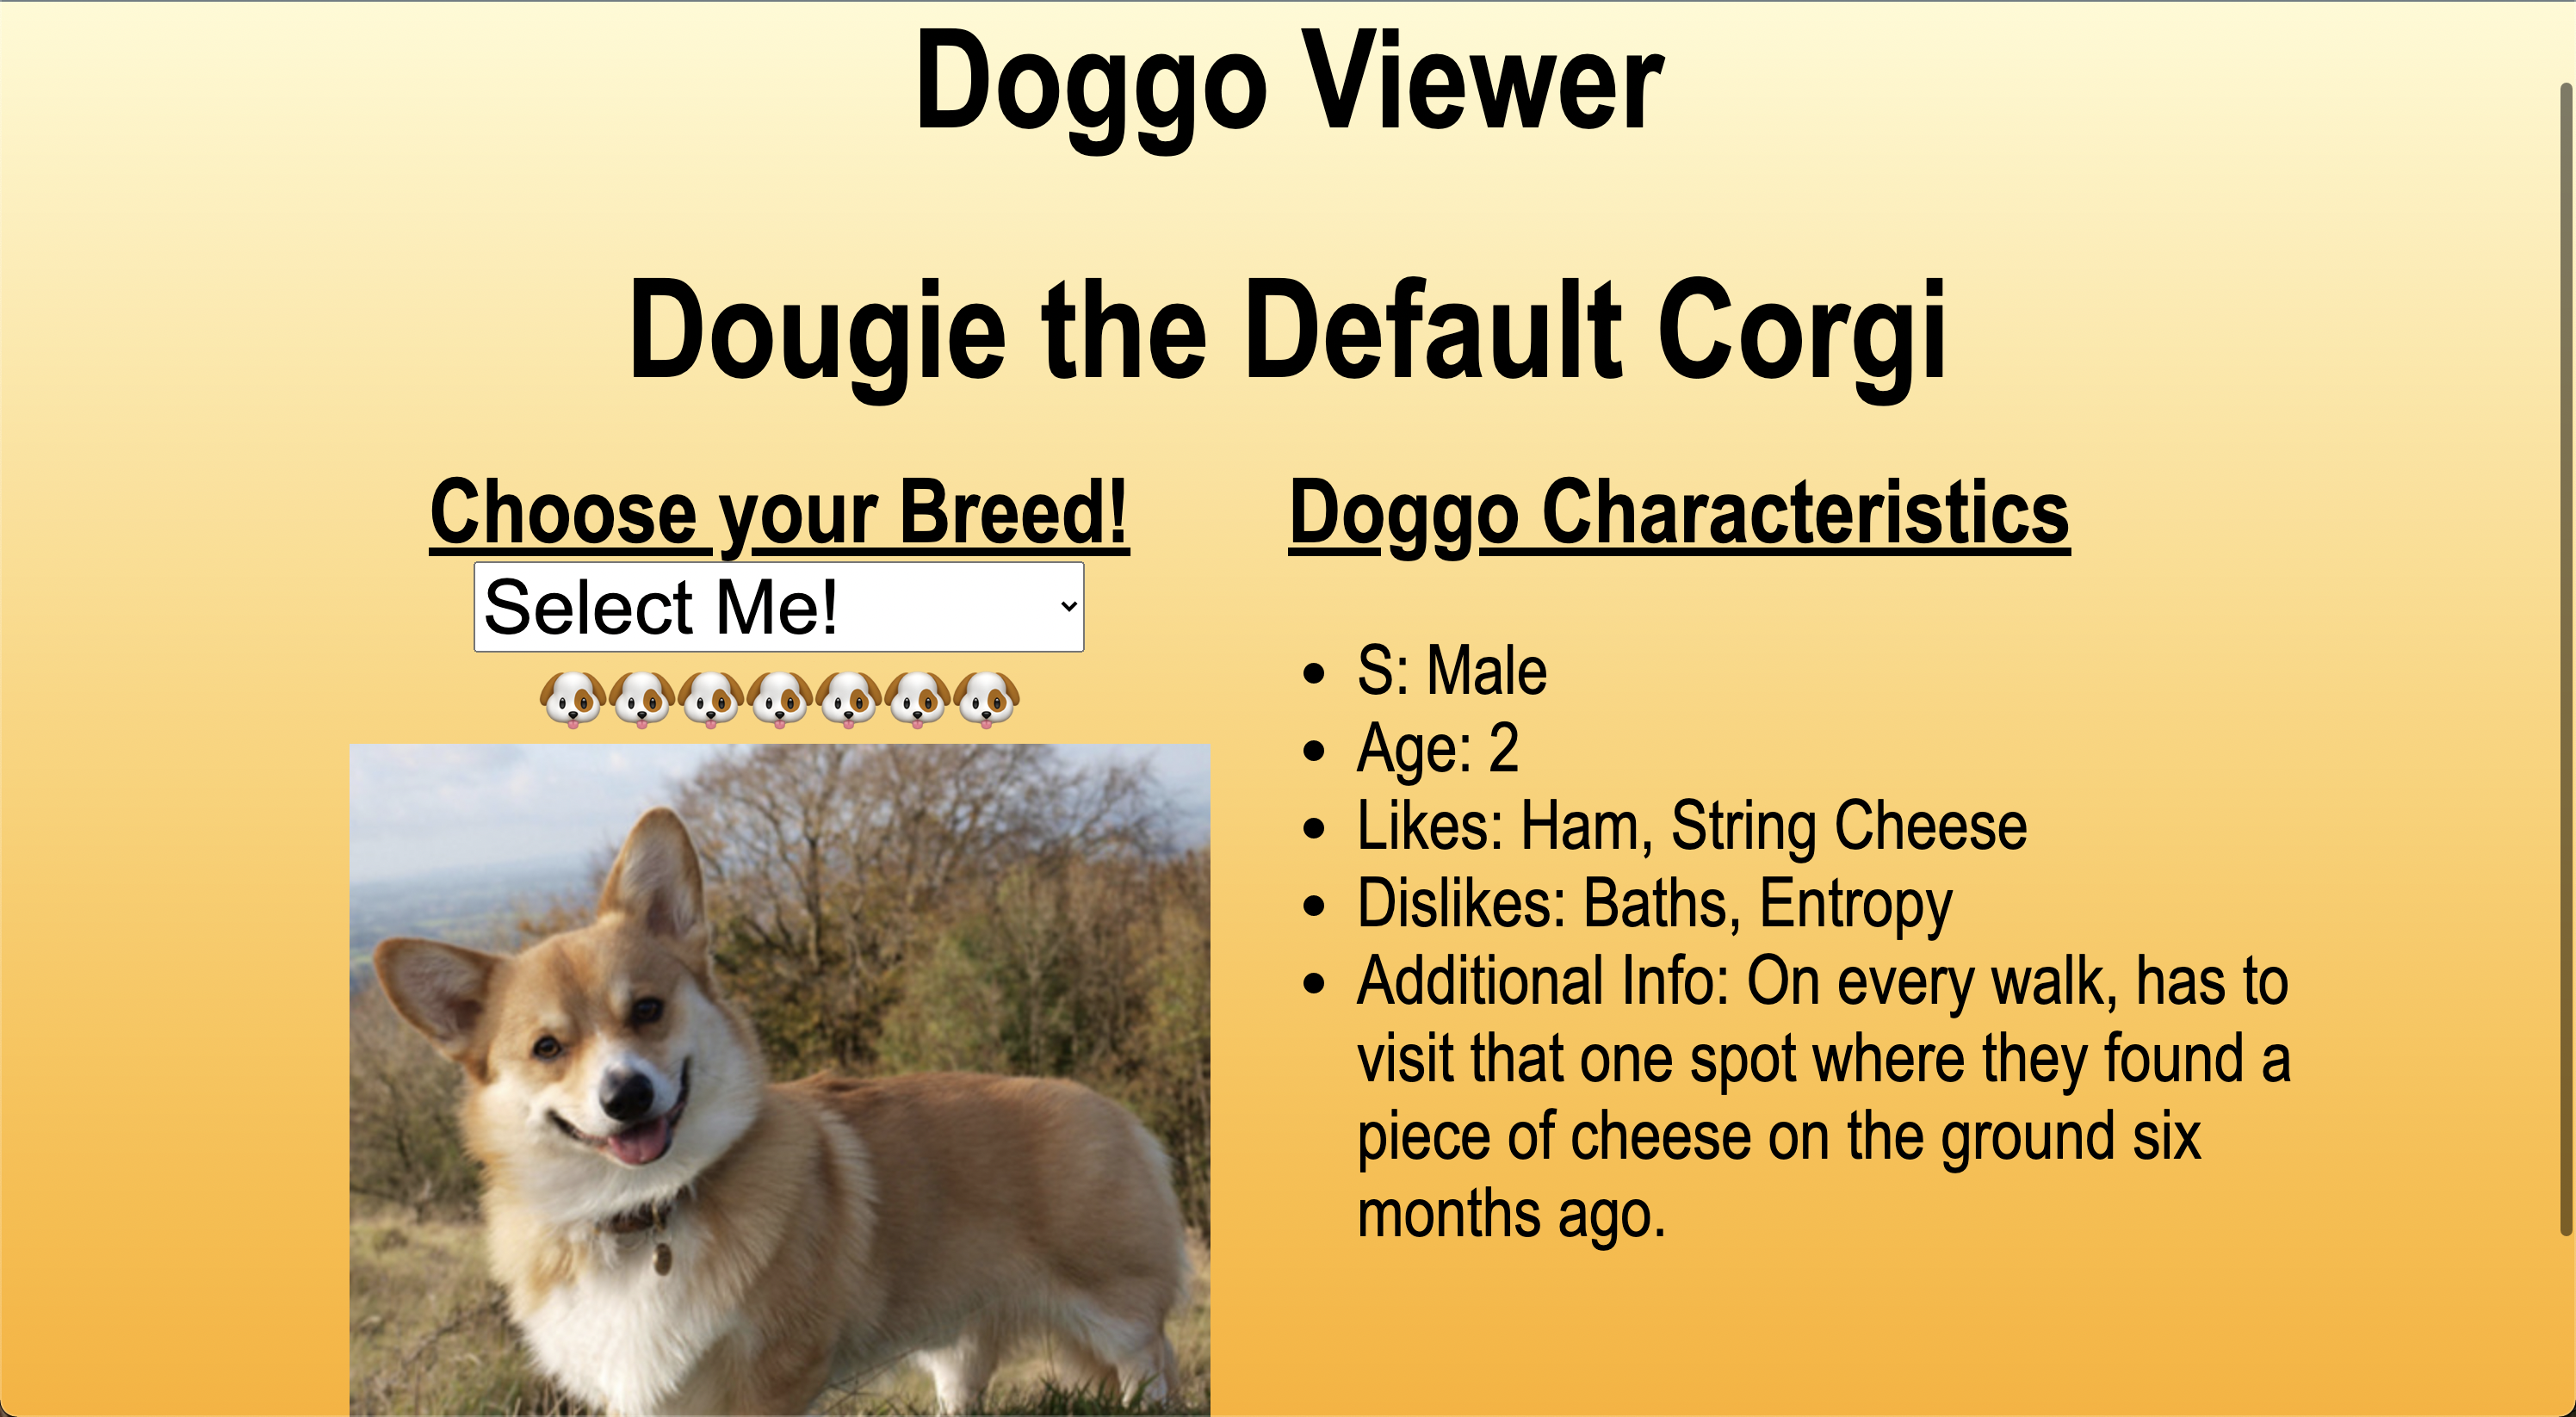 Doggo Viewer
Dougie the Default Corgi
Choose your Breed!
Select Me!
Doggo Characteristics
S: Male
Age: 2
Likes: Ham, String Cheese
Dislikes: Baths, Entropy
Additional Info: On every walk, has to
visit that one spot where they found a
piece of cheese on the ground six
months ago.